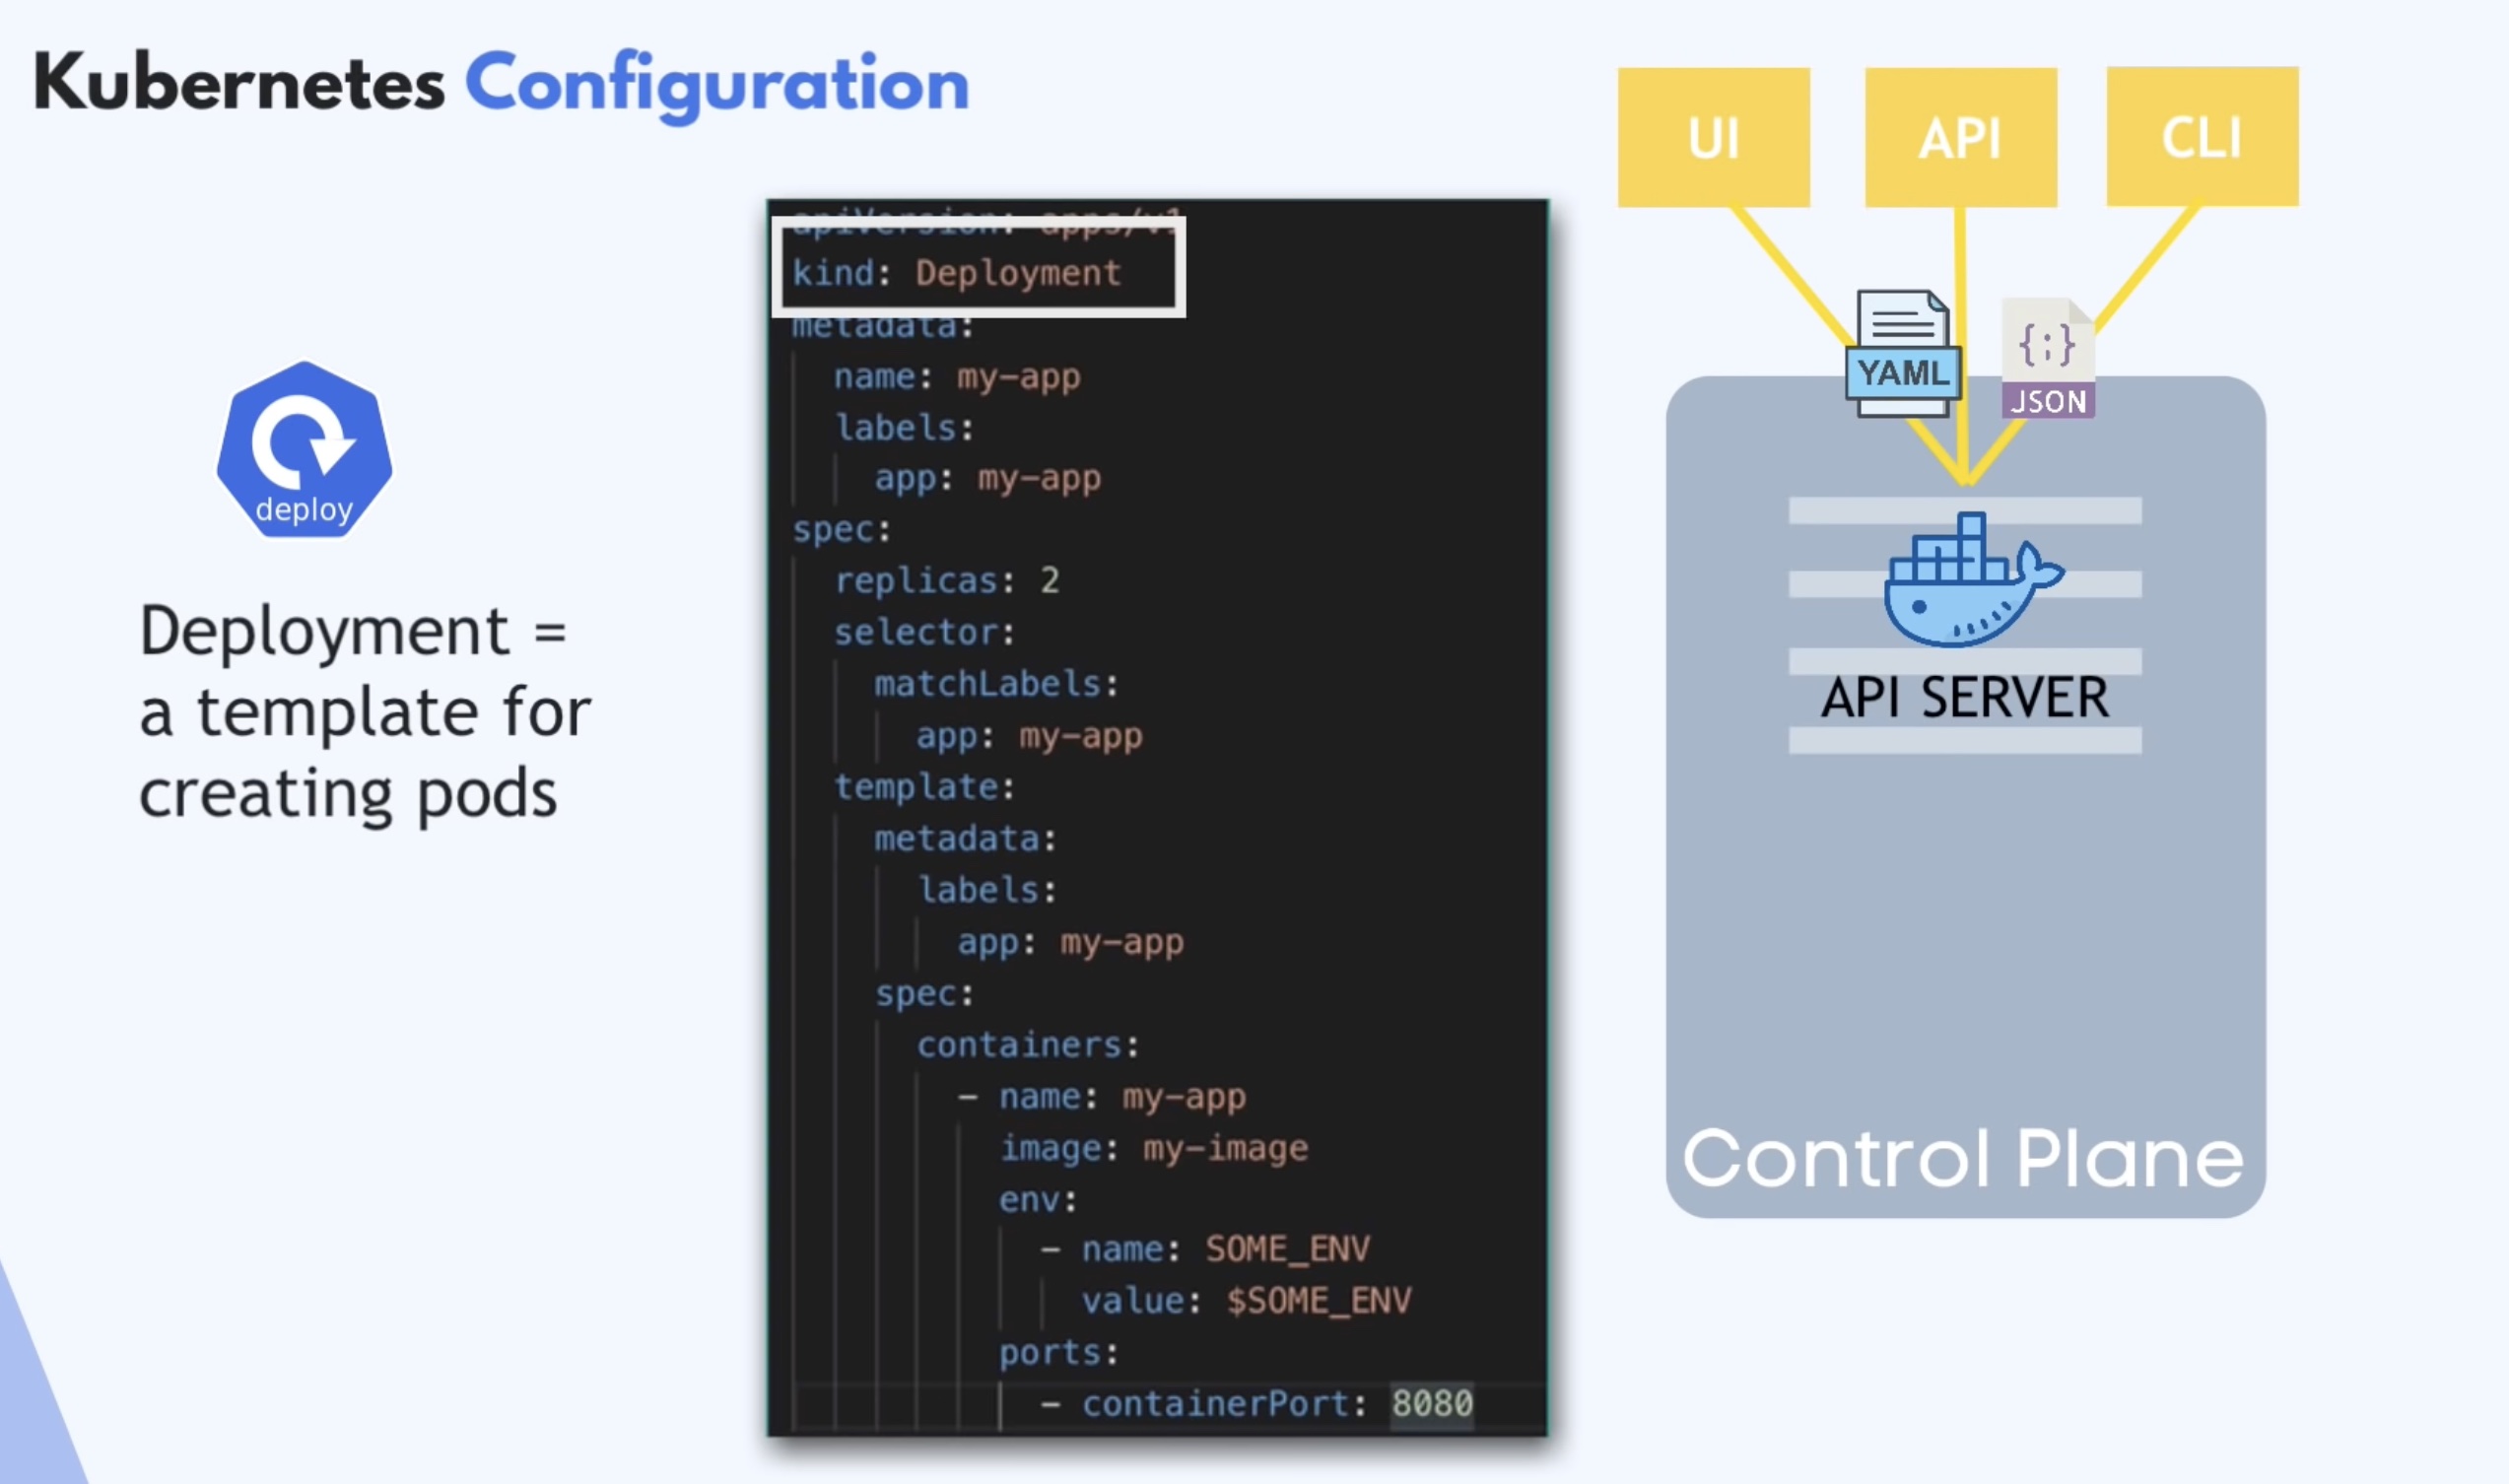 Kubernetes Configuration
deploy
Deployment =
a template for
creating pods
apiVersion: apps/v1
kind: Deployment
metadata:
  name: my-app
  labels:
    app: my-app
spec:
  replicas: 2
  selector:
    matchLabels:
      app: my-app
  template:
    metadata:
      labels:
        app: my-app
    spec:
      containers:
        - name: my-app
          image: my-image
          env:
            - name: SOME_ENV
              value: $SOME_ENV
          ports:
            - containerPort: 8080
UI
API
CLI
YAML
{;}
JSON
API SERVER
Control Plane